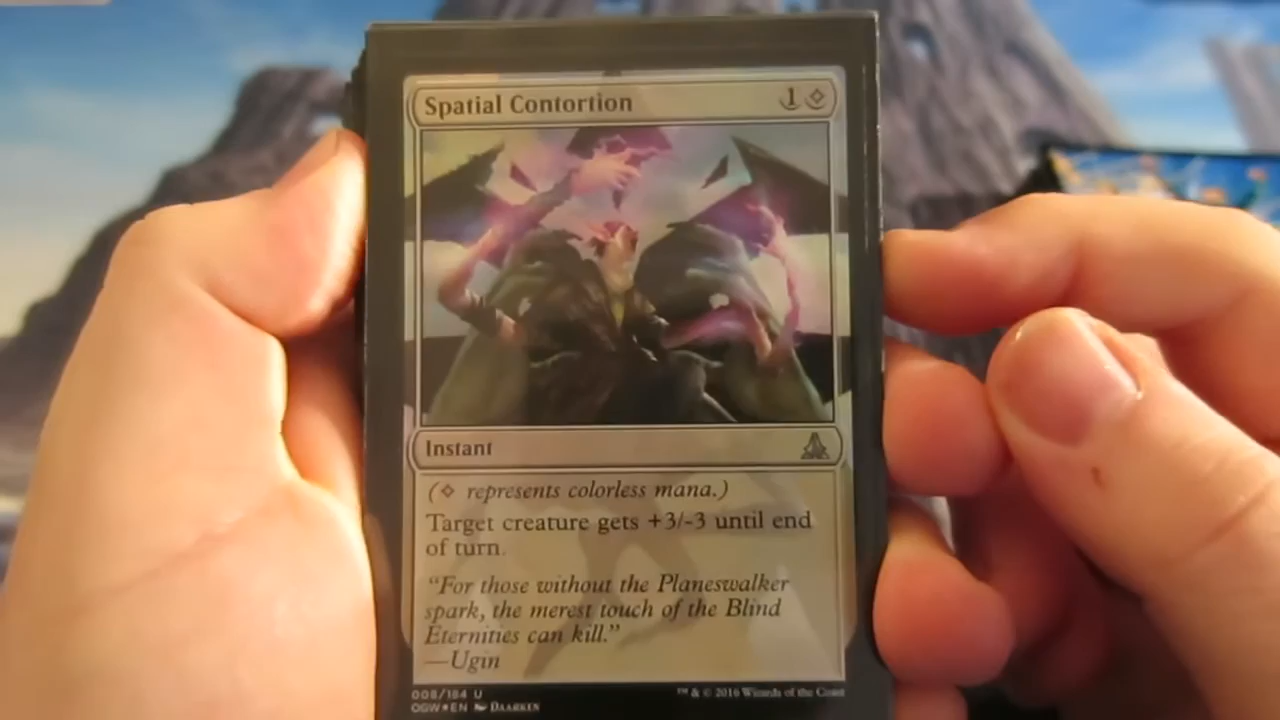 Spatial Contortion 1
Instant
( represents colorless mana.)
Target creature gets +3/-3 until end
of turn.
“For those without the Planeswalker
spark, the merest touch of the Blind
Eternities can kill.”
—Ugin
008/184 U
™ & © 2016 Wizards of the Coast
OGW★EN Daarken